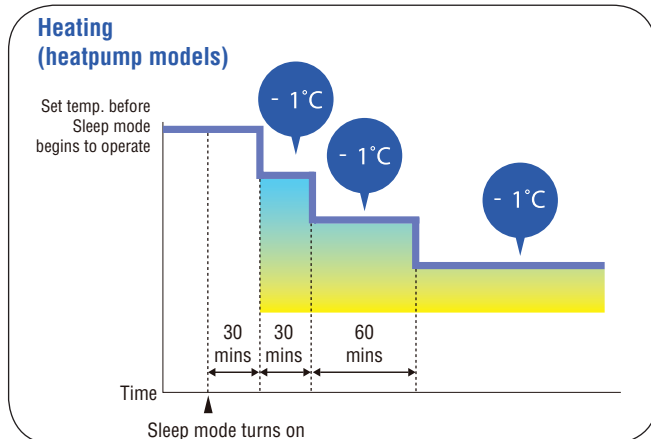 Heating
(heatpump models)
Set temp. before
Sleep mode
begins to operate
- 1°C
- 1°C
- 1°C
30
mins
30
mins
60
mins
Time
Sleep mode turns on